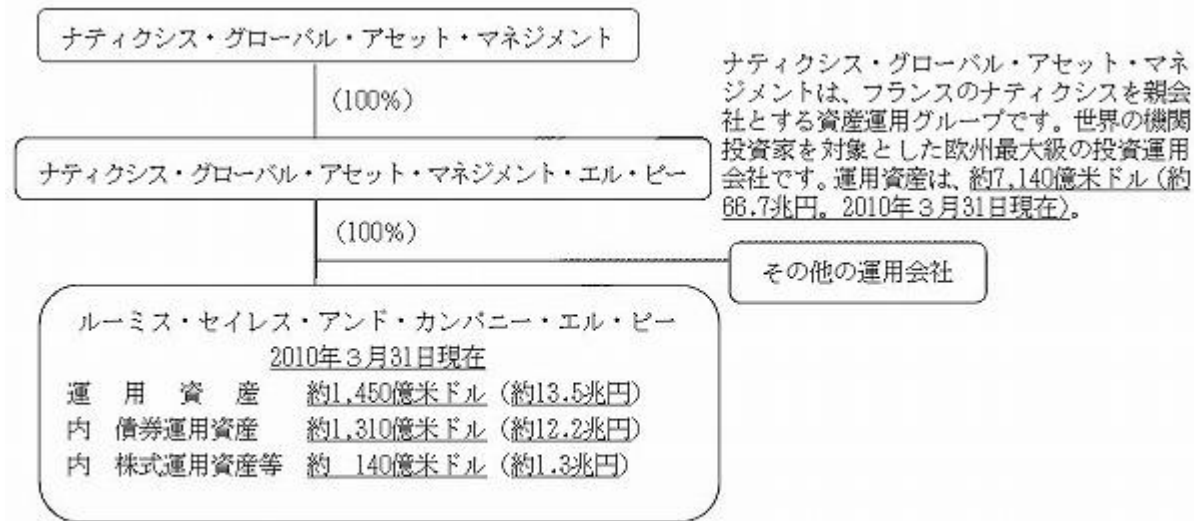 ナティクシス・グローバル・アセット・マネジメント
(100%)
ナティクシス・グローバル・アセット・マネジメント・エル・ピー
ナティクシス・グローバル・アセット・マネ
ジメントは、フランスのナティクシスを親会
社とする資産運用グループです。世界の機関
投資家を対象とした欧州最大級の投資運用
会社です。運用資産は、約7,140億米ドル（約
66.7兆円。2010年３月31日現在）。
(100%)
その他の運用会社
ルーミス・セイレス・アンド・カンパニー・エル・ピー
2010年３月31日現在
運 用 資 産 約1,450億米ドル（約13.5兆円）
内 債券運用資産 約1,310億米ドル（約12.2兆円）
内 株式運用資産等 約 140億米ドル（約1.3兆円）